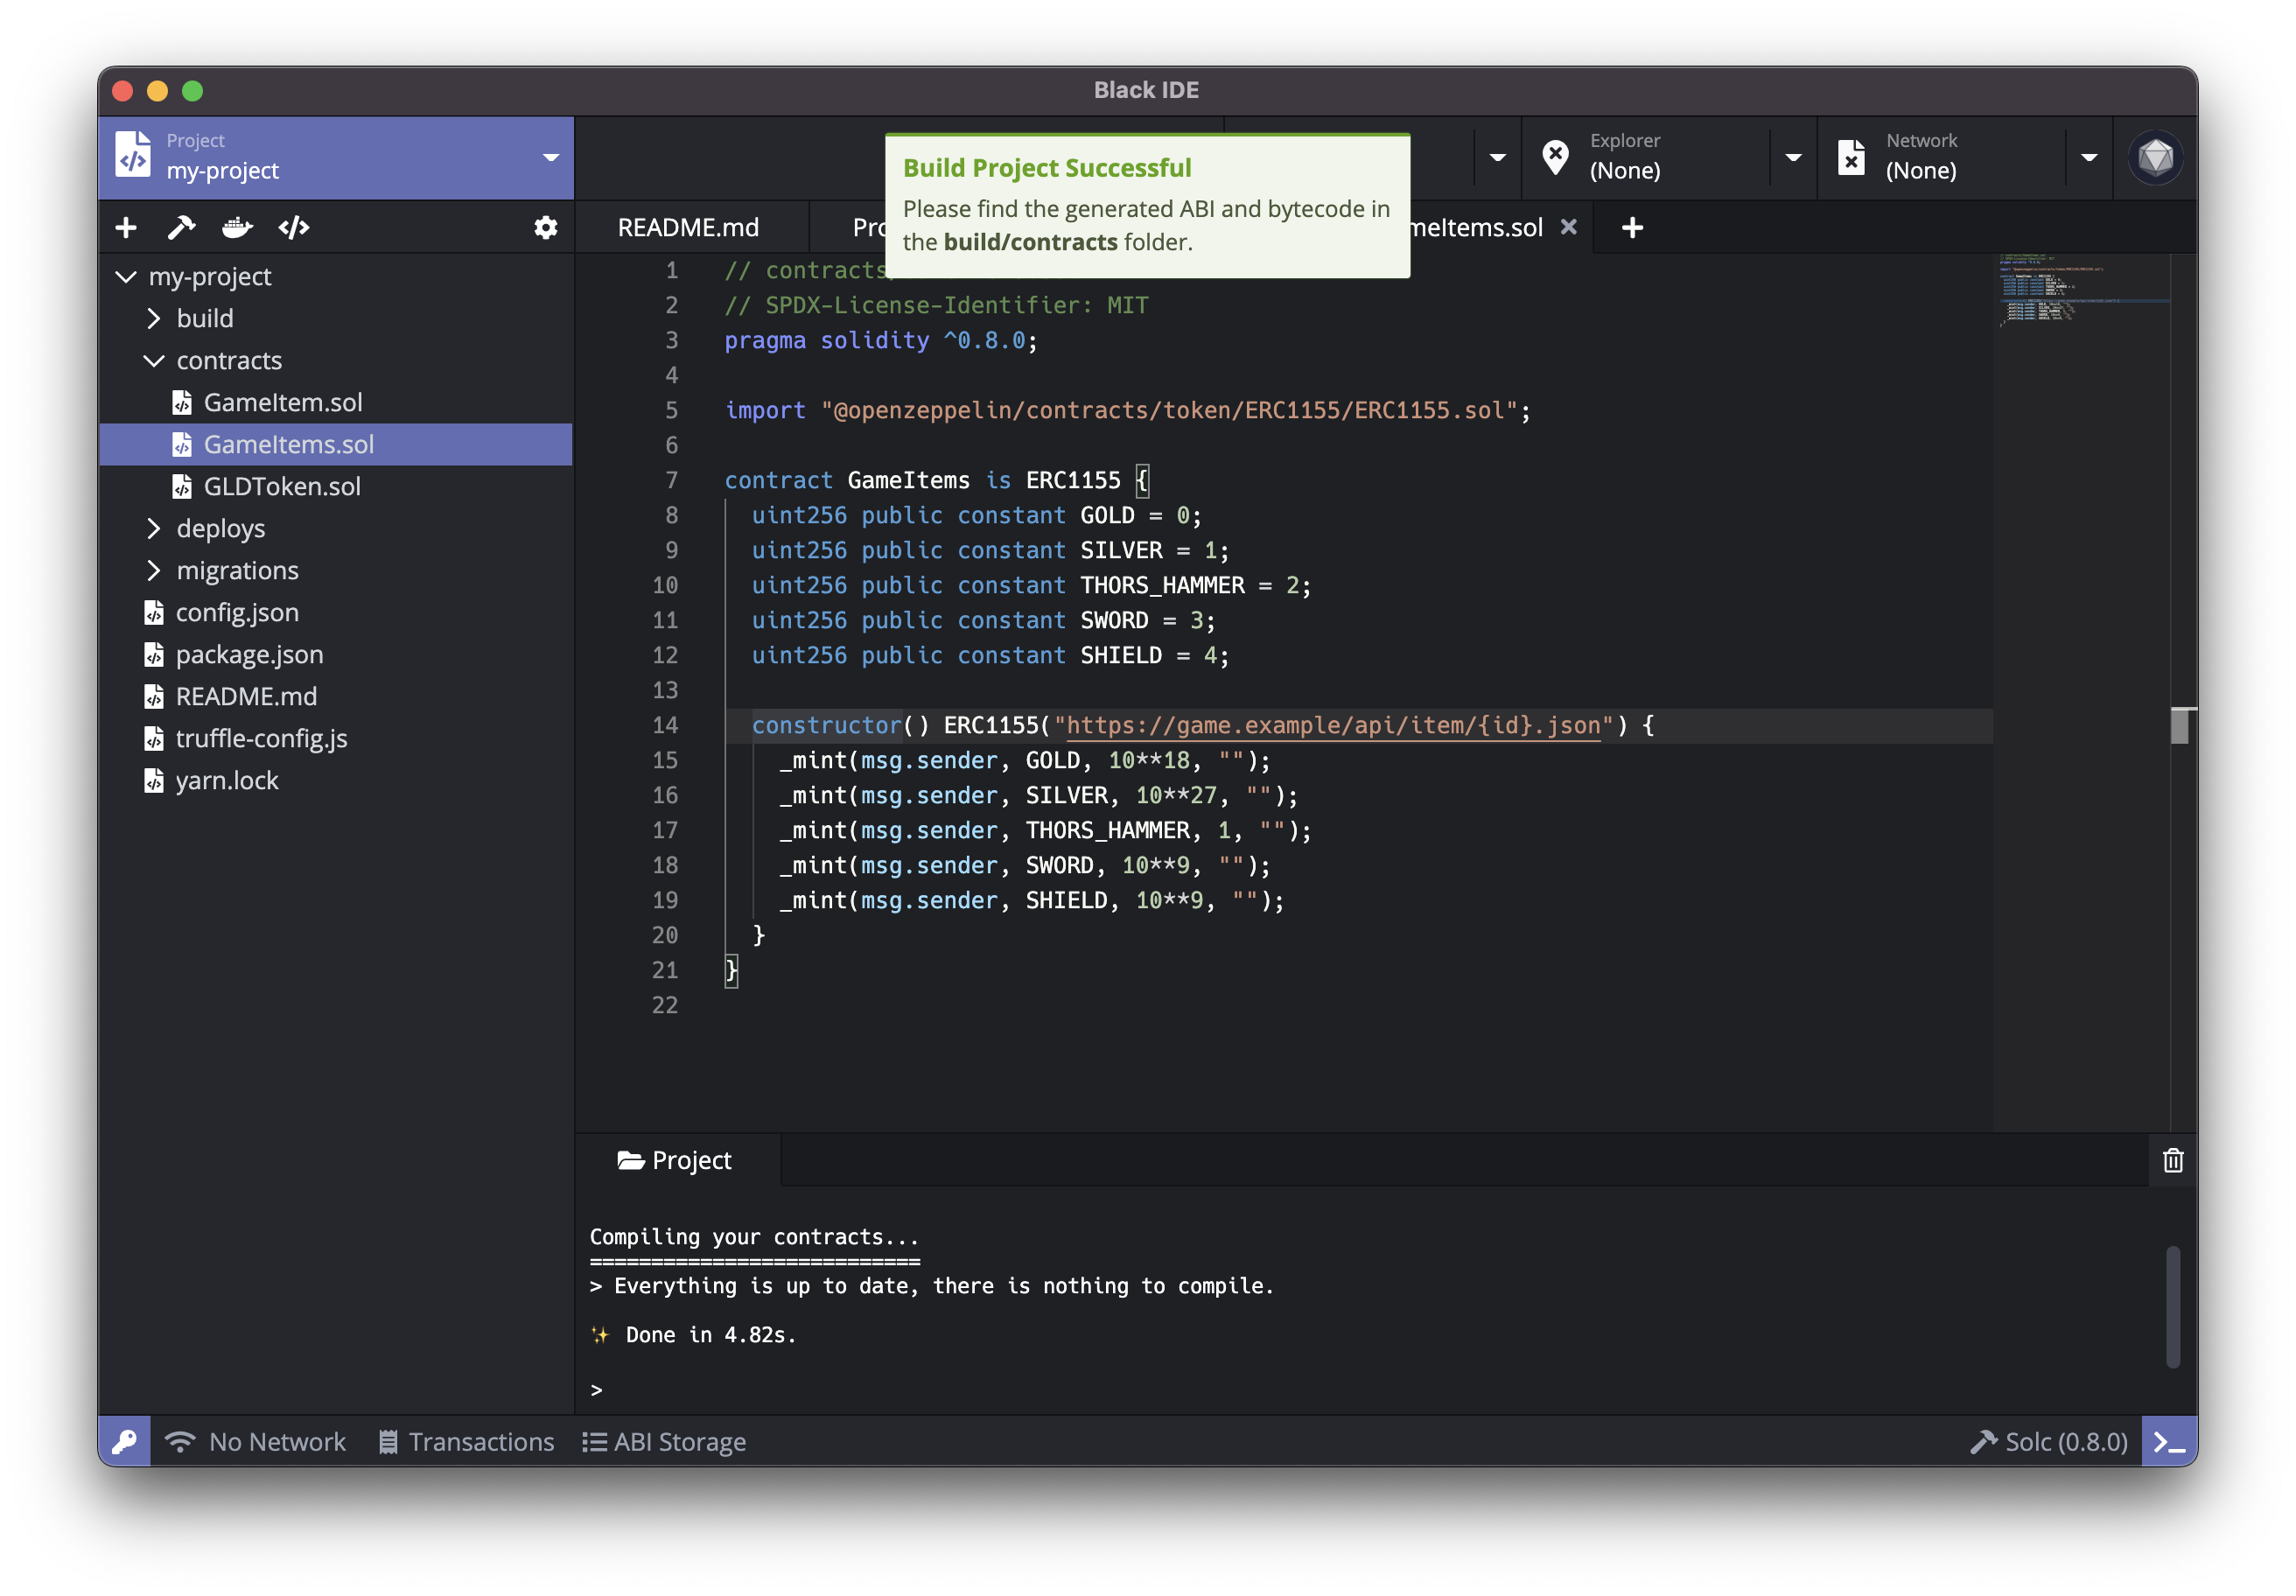 Black IDE
Project
my-project
Explorer
(None)
Network
(None)
Build Project Successful
Please find the generated ABI and bytecode in
the build/contracts folder.
README.md
meItems.sol
my-project
build
contracts
GameItem.sol
GameItems.sol
GLDToken.sol
deploys
migrations
config.json
package.json
README.md
truffle-config.js
yarn.lock
1 // contracts
2 // SPDX-License-Identifier: MIT
3 pragma solidity ^0.8.0;
4
5 import "@openzeppelin/contracts/token/ERC1155/ERC1155.sol";
6
7 contract GameItems is ERC1155 {
8 uint256 public constant GOLD = 0;
9 uint256 public constant SILVER = 1;
10 uint256 public constant THORS_HAMMER = 2;
11 uint256 public constant SWORD = 3;
12 uint256 public constant SHIELD = 4;
13
14 constructor() ERC1155("https://game.example/api/item/{id}.json") {
15 _mint(msg.sender, GOLD, 10**18, "");
16 _mint(msg.sender, SILVER, 10**27, "");
17 _mint(msg.sender, THORS_HAMMER, 1, "");
18 _mint(msg.sender, SWORD, 10**9, "");
19 _mint(msg.sender, SHIELD, 10**9, "");
20 }
21 }
22
Project
Compiling your contracts...
===========================
> Everything is up to date, there is nothing to compile.
✨ Done in 4.82s.
>
No Network
Transactions
ABI Storage
Solc (0.8.0)